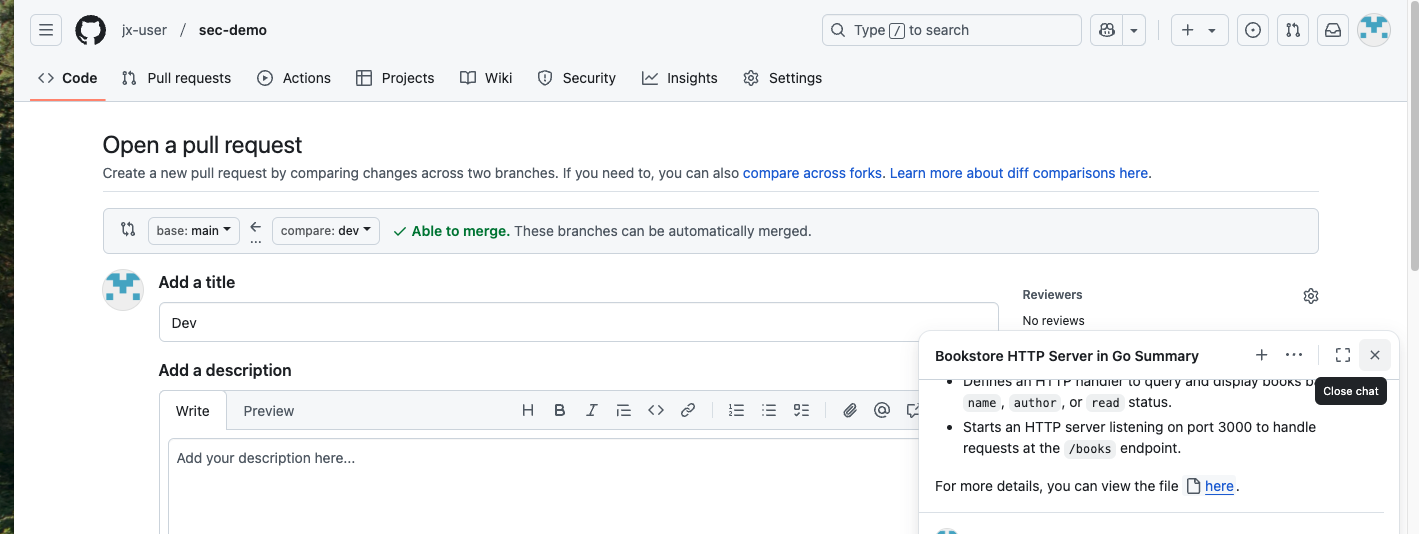 jx-user / sec-demo
Type / to search
Code Pull requests Actions Projects Wiki Security Insights Settings
Open a pull request
Create a new pull request by comparing changes across two branches. If you need to, you can also compare across forks. Learn more about diff comparisons here.
base: main ← ... compare: dev ✓ Able to merge. These branches can be automatically merged.
Add a title
Dev
Add a description
Write Preview
Add your description here...
Reviewers
No reviews
Bookstore HTTP Server in Go Summary
Close chat
Defines an HTTP handler to query and display books
name, author, or read status.
Starts an HTTP server listening on port 3000 to handle
requests at the /books endpoint.
For more details, you can view the file here.